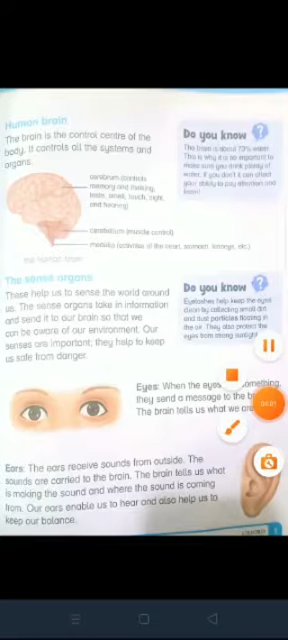 Human brain
The brain is the control centre of the
body. It controls all the systems and
organs.
Do you know ?
The brain is about 73% water.
This is why it is so important to
make sure you drink plenty of
water. If you don't it can affect
your ability to pay attention and
learn!
cerebrum (controls
memory and thinking,
taste, smell, touch, sight,
and hearing)
cerebellum (muscle control)
medulla (activities of the heart, stomach, kidneys, etc.)
the human brain
The sense organs
These help us to sense the world around
us. The sense organs take in information
and send it to our brain so that we
can be aware of our environment. Our
senses are important; they help to keep
us safe from danger.
Do you know ?
Eyelashes help keep the eyes
clean by collecting small dirt
and dust particles floating in
the air. They also protect the
eyes from strong sunlight.
Eyes: When the eyes
they send a message to the
The brain tells us what we are
Ears: The ears receive sounds from outside. The
sounds are carried to the brain. The brain tells us what
is making the sound and where the sound is coming
from. Our ears enable us to hear and also help us to
keep our balance.